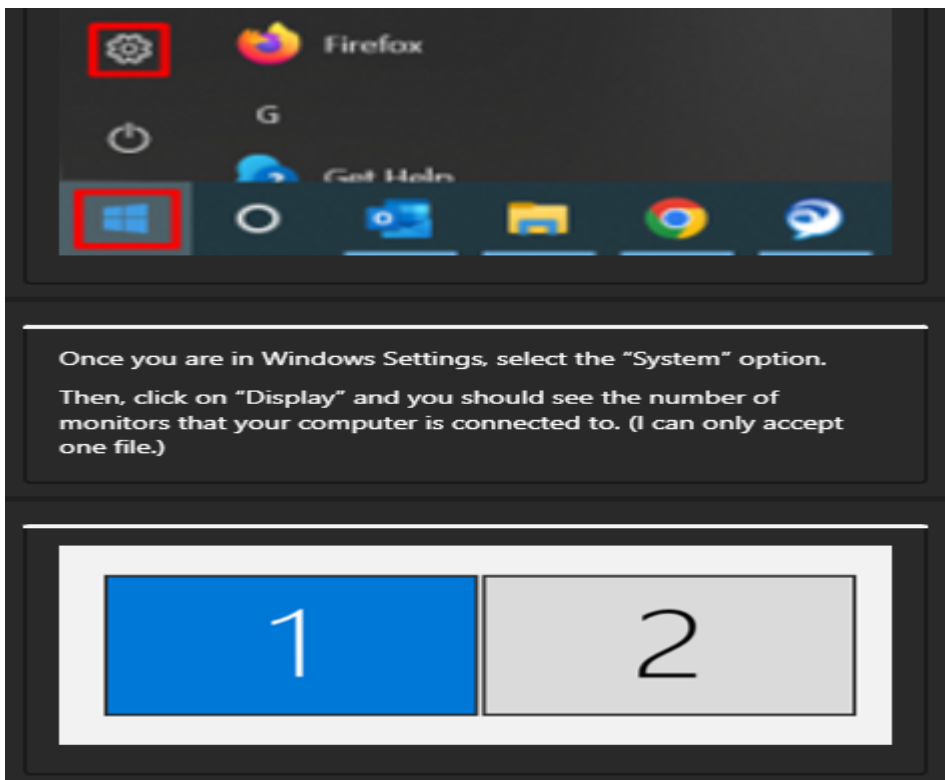 Firefox
G
Get Help
Once you are in Windows Settings, select the “System” option.
Then, click on “Display” and you should see the number of
monitors that your computer is connected to. (I can only accept
one file.)
1
2